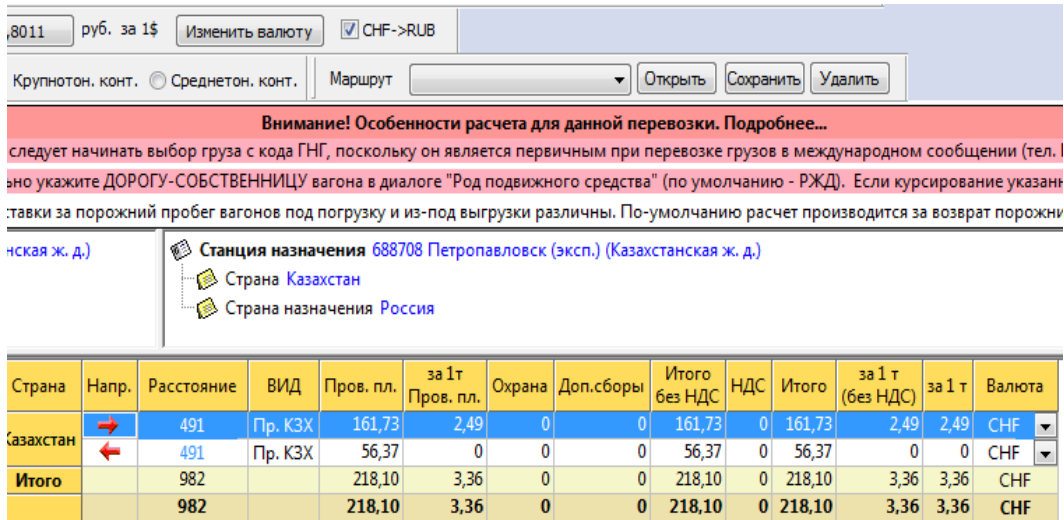 ,8011 руб. за 1$ Изменить валюту CHF->RUB
Крупнотон. конт. Среднетон. конт. Маршрут Открыть Сохранить Удалить
Внимание! Особенности расчета для данной перевозки. Подробнее...
следует начинать выбор груза с кода ГНГ, поскольку он является первичным при перевозке грузов в международном сообщении (тел.
ьно укажите ДОРОГУ-СОБСТВЕННИЦУ вагона в диалоге "Род подвижного средства" (по умолчанию - РЖД). Если курсирование указанн
ставки за порожний пробег вагонов под погрузку и из-под выгрузки различны. По-умолчанию расчет производится за возврат порожни
нская ж. д.) Станция назначения 688708 Петропавловск (эксп.) (Казахстанская ж. д.)
Страна Казахстан
Страна назначения Россия
Страна Напр. Расстояние ВИД Пров. пл. за 1т Пров. пл. Охрана Доп.сборы Итого без НДС НДС Итого за 1 т (без НДС) за 1 т Валюта
Казахстан 491 Пр. КЗХ 161,73 2,49 0 0 161,73 0 161,73 2,49 2,49 CHF
491 Пр. КЗХ 56,37 0 0 0 56,37 0 56,37 0 0 CHF
Итого 982 218,10 3,36 0 0 218,10 0 218,10 3,36 3,36 CHF
982 218,10 3,36 0 0 218,10 0 218,10 3,36 3,36 CHF